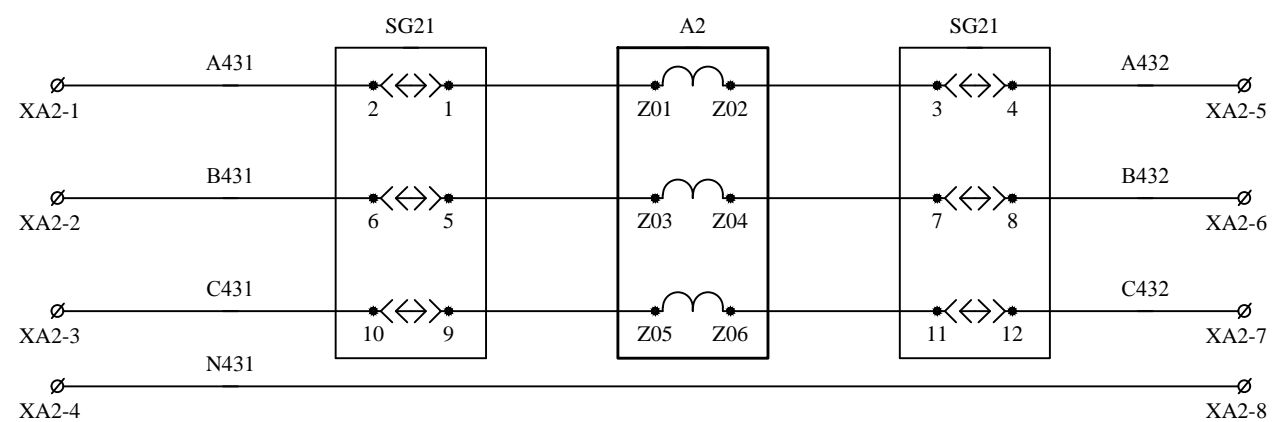 SG21 A2 SG21
A431 A432
XA2-1 2 1 Z01 Z02 3 4 XA2-5
B431 B432
XA2-2 6 5 Z03 Z04 7 8 XA2-6
C431 C432
XA2-3 10 9 Z05 Z06 11 12 XA2-7
N431
XA2-4 XA2-8